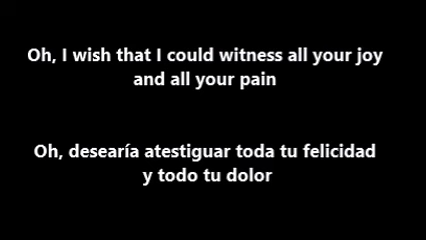 Oh, I wish that I could witness all your joy
and all your pain
Oh, desearía atestiguar toda tu felicidad
y todo tu dolor